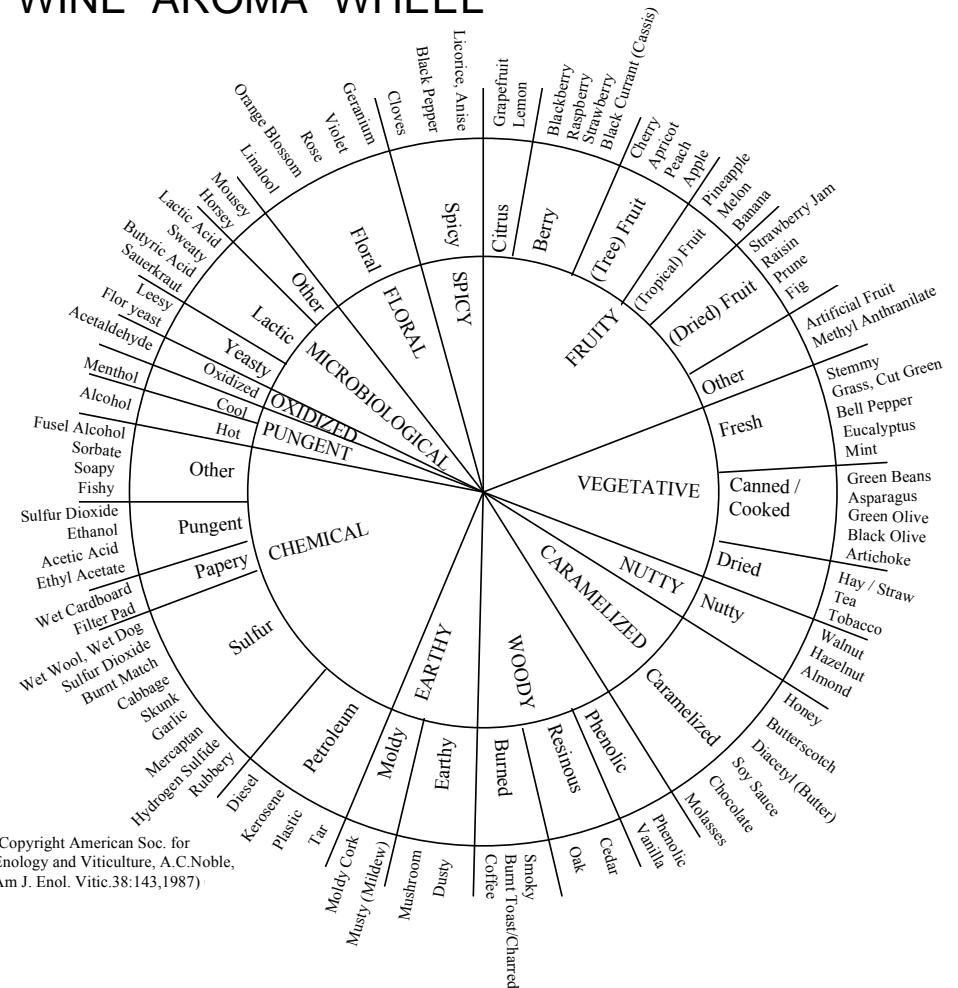 WINE AROMA WHEEL
SPICY
Spicy
Licorice, Anise
Black Pepper
Cloves
FRUITY
Citrus
Grapefruit
Lemon
Berry
Blackberry
Raspberry
Strawberry
Black Currant (Cassis)
(Tree) Fruit
Cherry
Apricot
Peach
Apple
(Tropical) Fruit
Pineapple
Melon
Banana
(Dried) Fruit
Strawberry Jam
Raisin
Prune
Fig
Other
Artificial Fruit
Methyl Anthranilate
VEGETATIVE
Fresh
Stemmy
Grass, Cut Green
Bell Pepper
Eucalyptus
Mint
Canned /
Cooked
Green Beans
Asparagus
Green Olive
Black Olive
Artichoke
Dried
Hay / Straw
Tea
Tobacco
NUTTY
Nutty
Walnut
Hazelnut
Almond
CARAMELIZED
Caramelized
Honey
Butterscotch
Diacetyl (Butter)
Soy Sauce
Chocolate
Molasses
WOODY
Phenolic
Phenolic
Vanilla
Resinous
Cedar
Oak
Burned
Smoky
Burnt Toast/Charred
Coffee
EARTHY
Earthy
Dusty
Mushroom
Moldy
Musty (Mildew)
Moldy Cork
CHEMICAL
Petroleum
Tar
Plastic
Kerosene
Diesel
Sulfur
Rubbery
Hydrogen Sulfide
Mercaptan
Garlic
Skunk
Cabbage
Burnt Match
Sulfur Dioxide
Wet Wool, Wet Dog
Papery
Filter Pad
Wet Cardboard
Pungent
Ethyl Acetate
Acetic Acid
Ethanol
Sulfur Dioxide
Other
Fishy
Soapy
Sorbate
Fusel Alcohol
PUNGENT
Hot
Alcohol
Cool
Menthol
OXIDIZED
Oxidized
Acetaldehyde
MICROBIOLOGICAL
Yeasty
Flor yeast
Leesy
Lactic
Sauerkraut
Butyric Acid
Sweaty
Lactic Acid
Other
Horsey
Mousey
FLORAL
Floral
Linalool
Orange Blossom
Rose
Violet
Geranium
Copyright American Soc. for
Enology and Viticulture, A.C.Noble,
Am J. Enol. Vitic.38:143,1987)